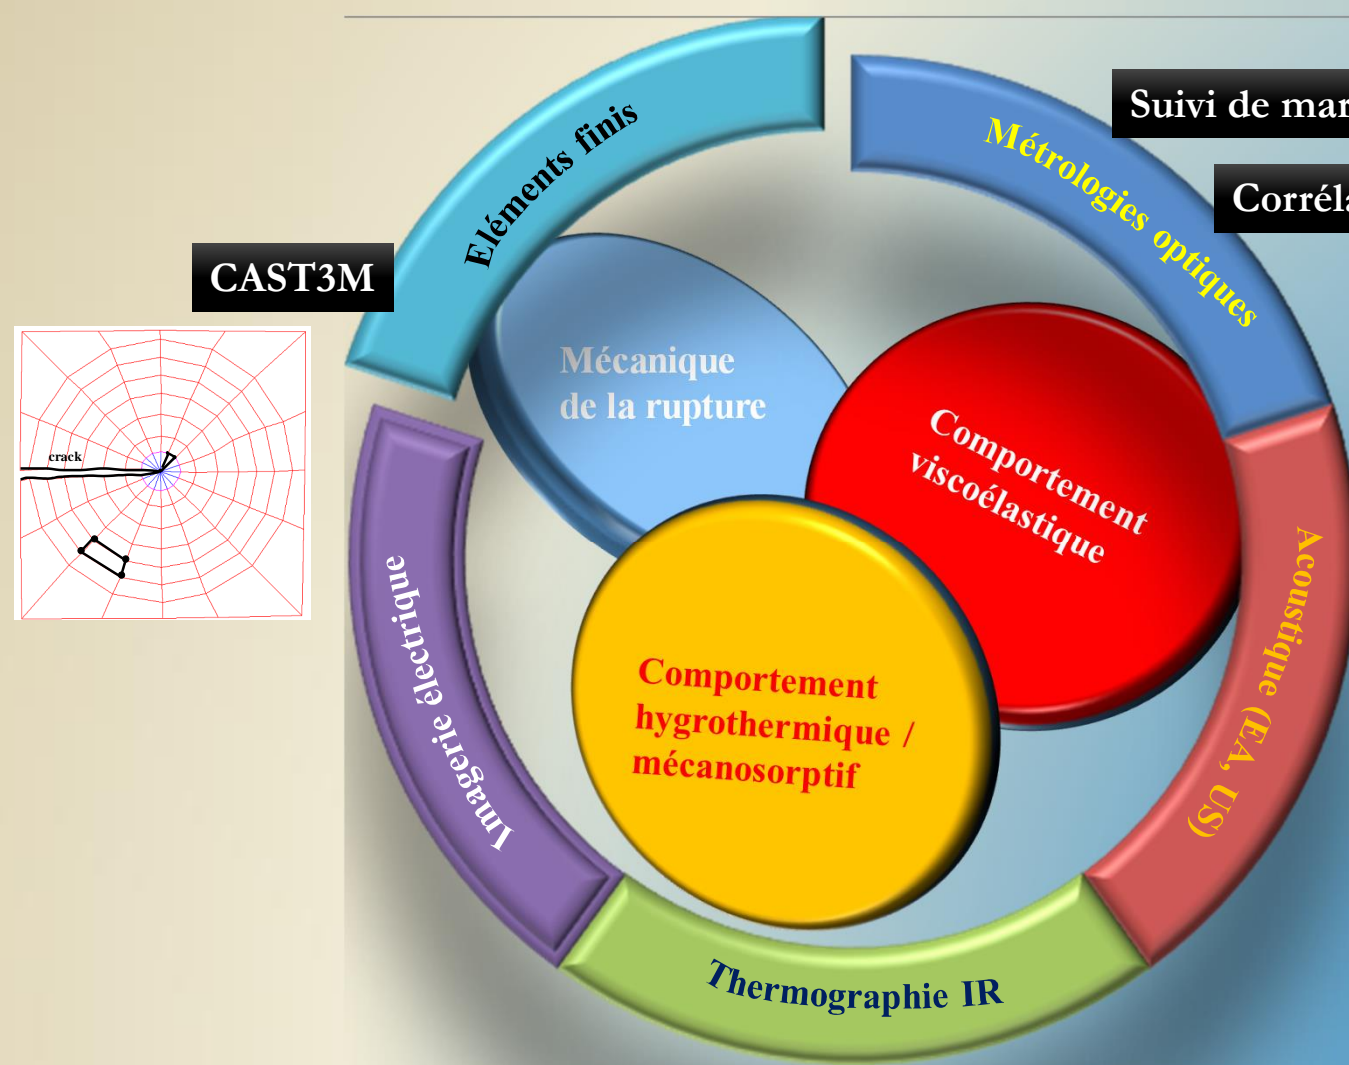 Eléments finis
Métrologies optiques
Suivi de mar
Corréla
CAST3M
crack
Mécanique
de la rupture
Comportement
viscoélastique
Comportement
hygrothermique /
mécanosorptif
Imagerie électrique
Acoustique (EA, US)
Thermographie IR